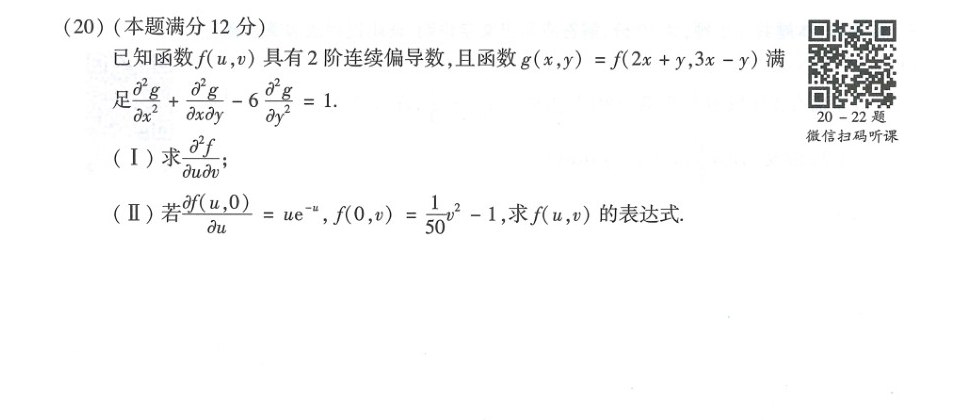 (20) (本题满分12分)
已知函数f(u,v)具有2阶连续偏导数,且函数g(x,y) = f(2x + y,3x - y)满
足∂²g/∂x² + ∂²g/∂x∂y - 6 ∂²g/∂y² = 1.
20 - 22 题
微信扫码听课
(Ⅰ)求∂²f/∂u∂v;
(Ⅱ)若∂f(u,0)/∂u = ue⁻ᵘ, f(0,v) = 1/50 v² - 1,求f(u,v)的表达式.